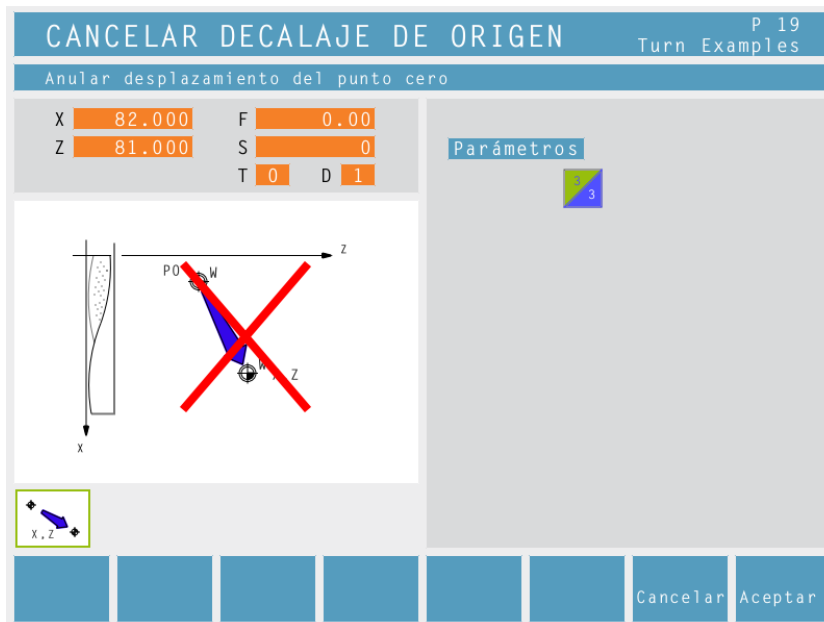 CANCELAR DECALAJE DE ORIGEN
P 19
Turn Examples
Anular desplazamiento del punto cero
X 82.000 F 0.00
Z 81.000 S 0
T 0 D 1
Parámetros
3
3
Z
PO W
W
, Z
X
X,Z
Cancelar Aceptar